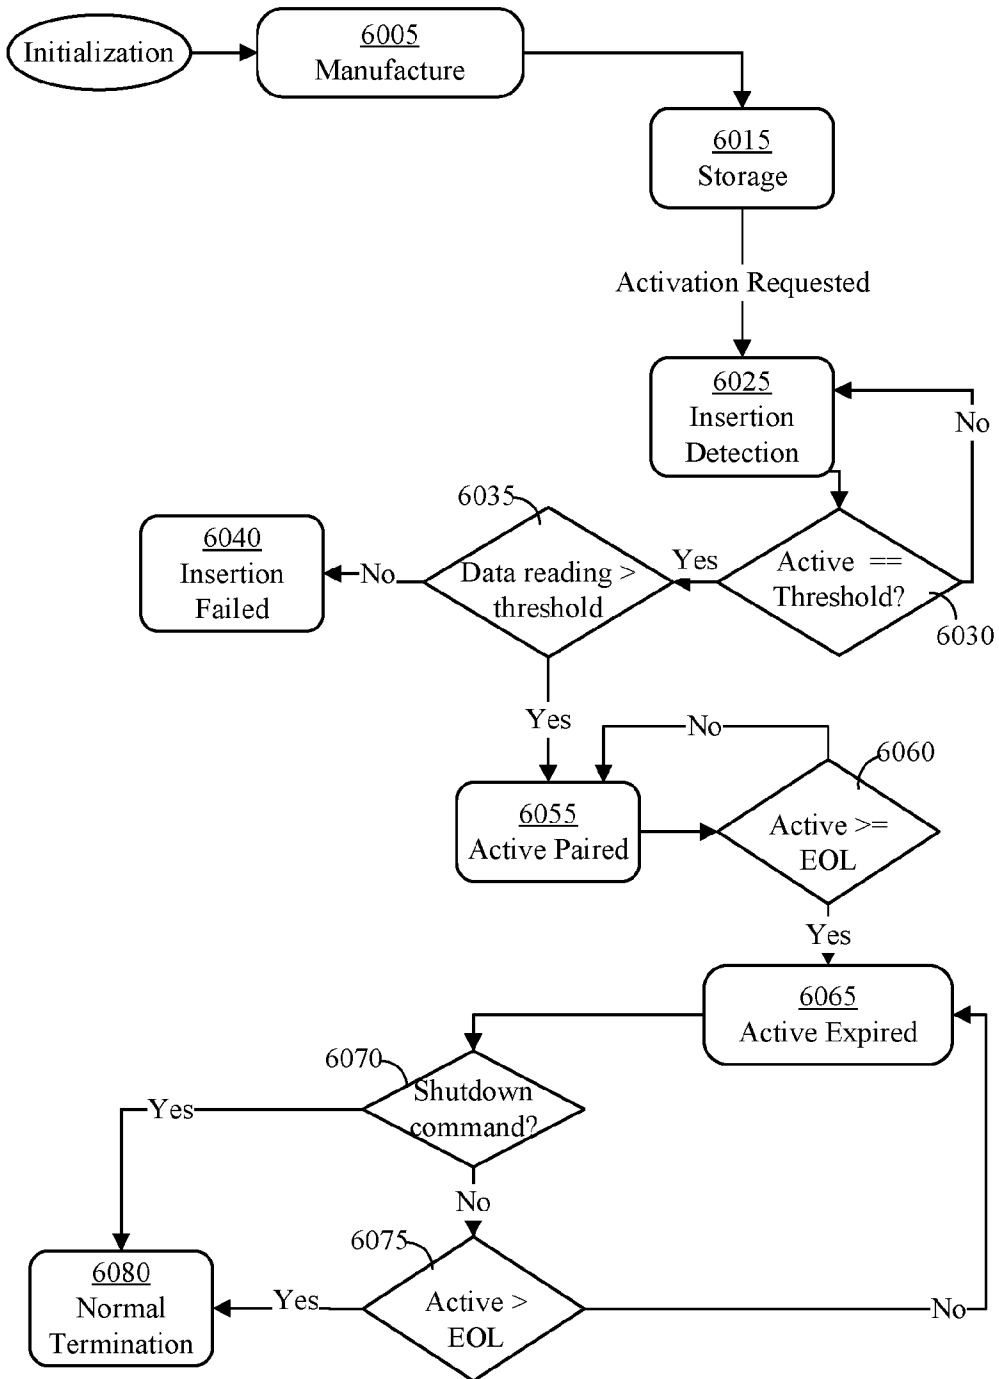 Initialization
6005
Manufacture
6015
Storage
Activation Requested
6025
Insertion
Detection
No
6035
6040
Insertion
Failed
No
Data reading >
threshold
Yes
Active ==
Threshold?
6030
Yes
No
6060
6055
Active Paired
Active >=
EOL
Yes
6065
Active Expired
6070
Shutdown
command?
Yes
No
6075
6080
Normal
Termination
Yes
Active >
EOL
No